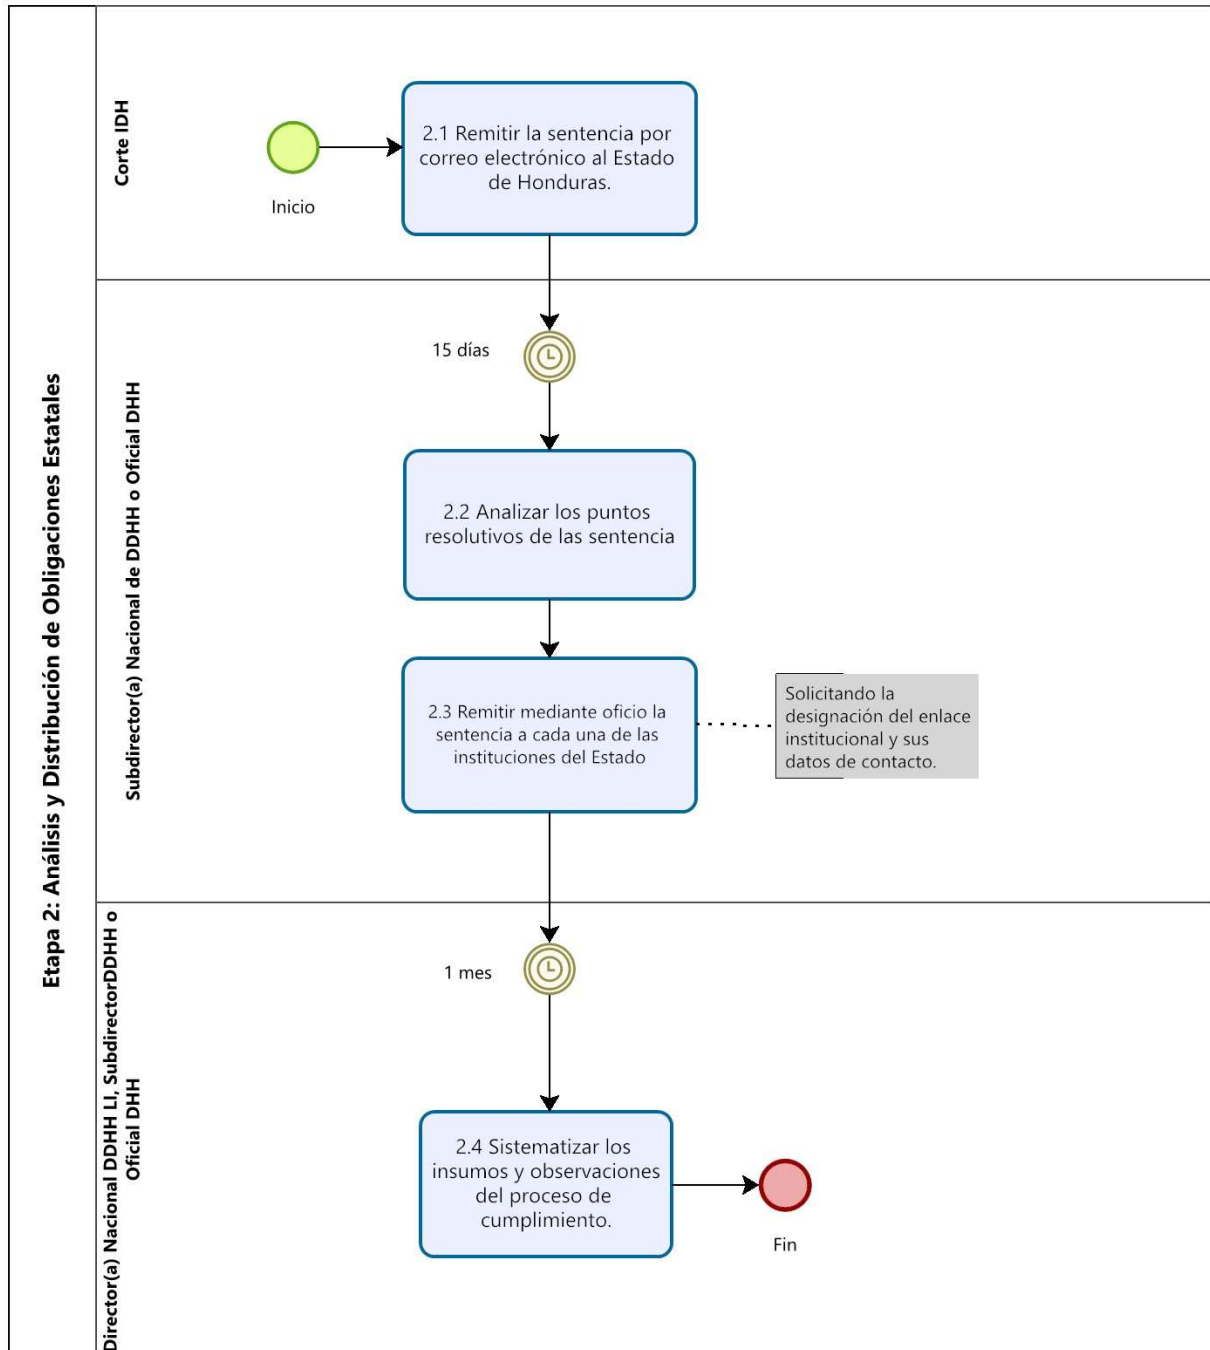 Etapa 2: Análisis y Distribución de Obligaciones Estatales
Corte IDH
Inicio
2.1 Remitir la sentencia por
correo electrónico al Estado
de Honduras.
Subdirector(a) Nacional de DDHH o Oficial DHH
15 días
2.2 Analizar los puntos
resolutivos de las sentencia
2.3 Remitir mediante oficio la
sentencia a cada una de las
instituciones del Estado
Solicitando la
designación del enlace
institucional y sus
datos de contacto.
Director(a) Nacional DDHH LI, SubdirectorDDHH o
Oficial DHH
1 mes
2.4 Sistematizar los
insumos y observaciones
del proceso de
cumplimiento.
Fin